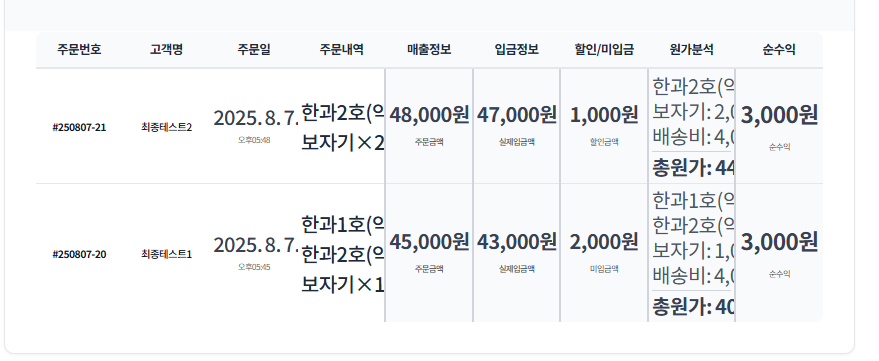 주문번호 고객명 주문일 주문내역 매출정보 입금정보 할인/미입금 원가분석 순수익
#250807-21 최종테스트2 2025. 8. 7. 오후05:48
한과2호(약
보자기×2
48,000원 주문금액
47,000원 실제입금액
1,000원 할인금액
한과2호(약
보자기: 2,0
배송비: 4,0
총원가: 44
3,000원 순수익
#250807-20 최종테스트1 2025. 8. 7. 오후05:45
한과1호(약
한과2호(약
보자기×1
45,000원 주문금액
43,000원 실제입금액
2,000원 미입금액
한과1호(약
한과2호(약
보자기: 1,0
배송비: 4,0
총원가: 40
3,000원 순수익